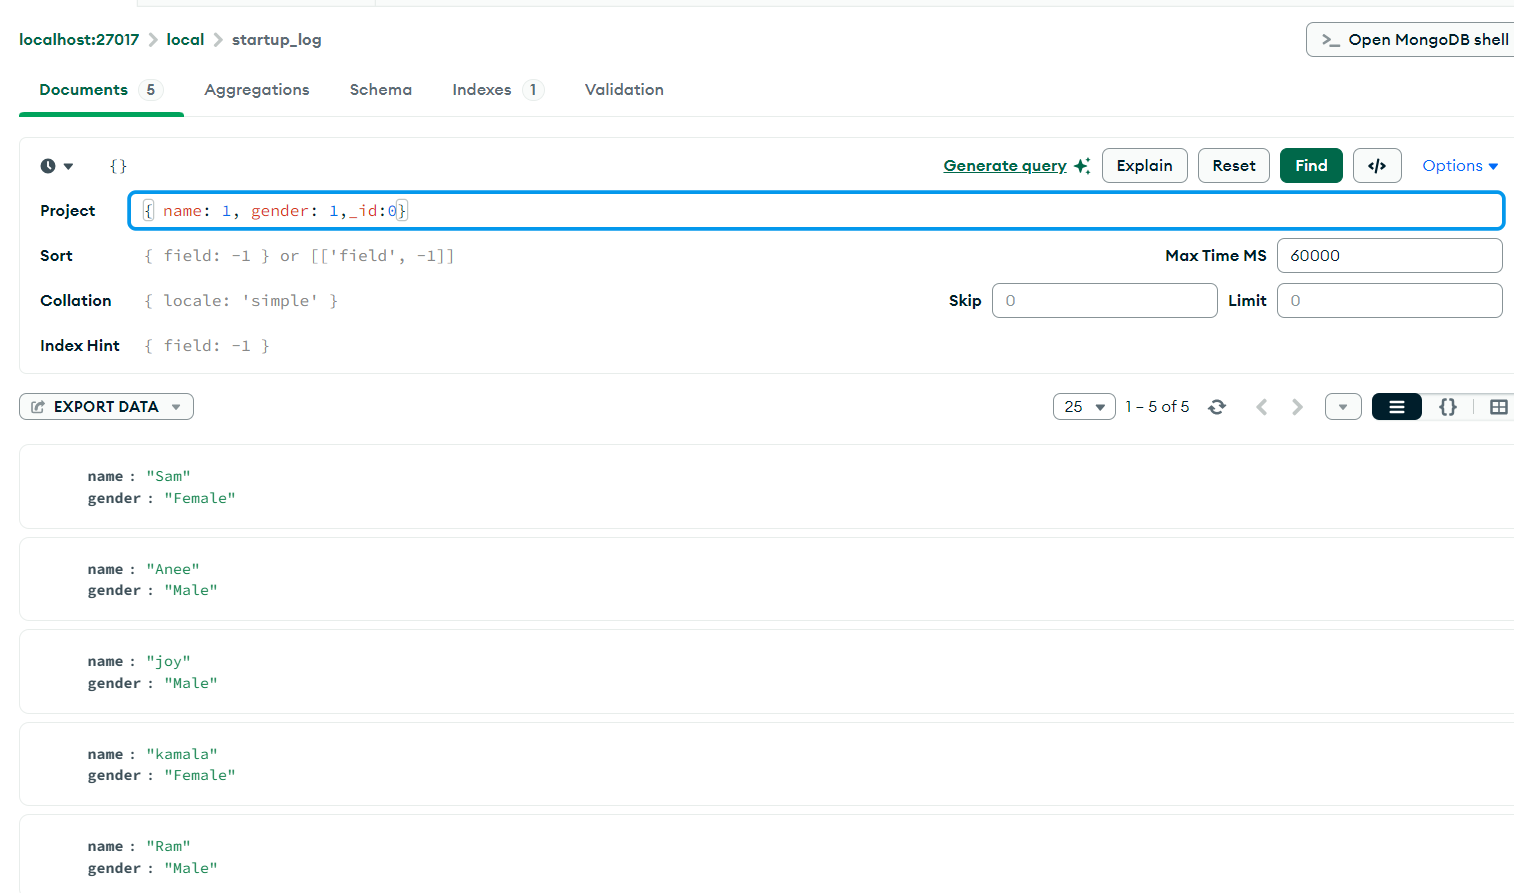 localhost:27017 > local > startup_log
>_ Open MongoDB shell
Documents 5 Aggregations Schema Indexes 1 Validation
{} Generate query Explain Reset Find </> Options
Project { name: 1, gender: 1,_id:0}
Sort { field: -1 } or [['field', -1]] Max Time MS 60000
Collation { locale: 'simple' } Skip 0 Limit 0
Index Hint { field: -1 }
EXPORT DATA 25 1 – 5 of 5 {}
name : "Sam"
gender : "Female"
name : "Anee"
gender : "Male"
name : "joy"
gender : "Male"
name : "kamala"
gender : "Female"
name : "Ram"
gender : "Male"